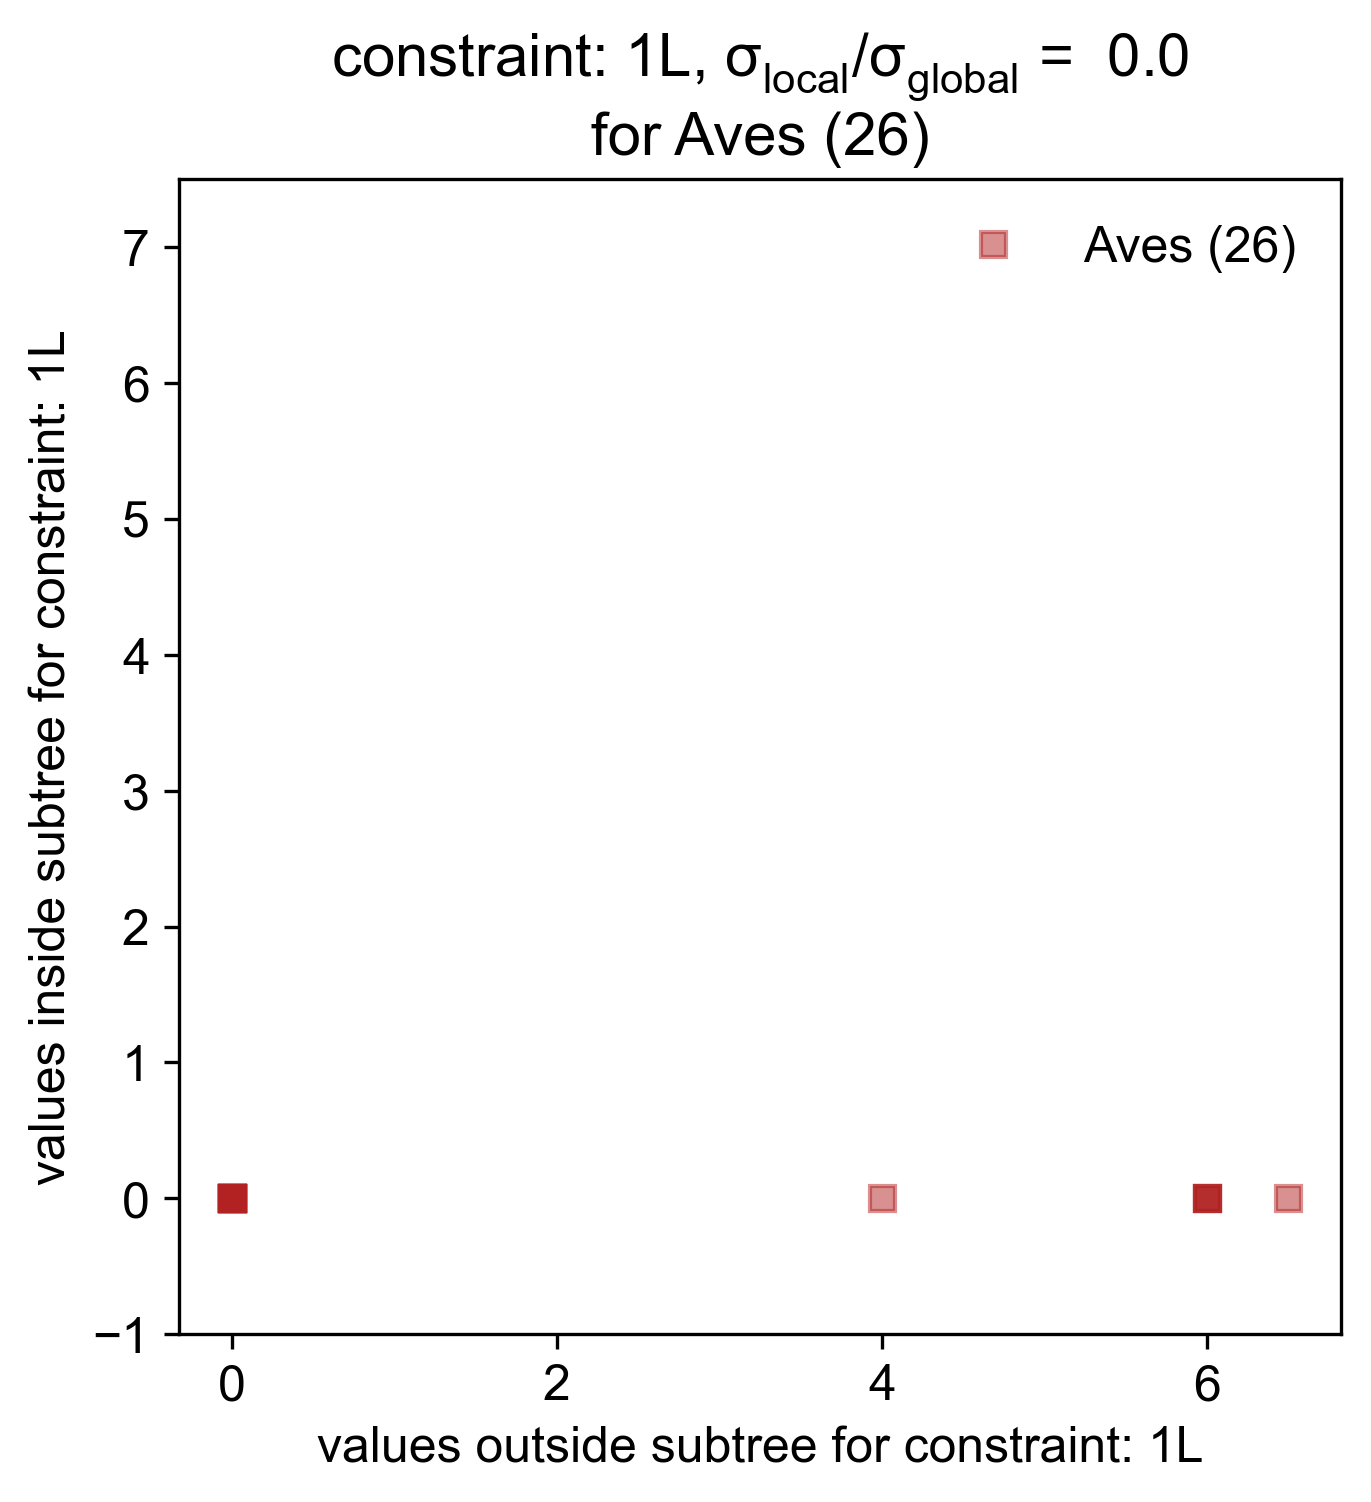 constraint: 1L, σlocal/σglobal = 0.0
for Aves (26)
Aves (26)
7
6
5
4
3
2
1
0
−1
values inside subtree for constraint: 1L
0 2 4 6
values outside subtree for constraint: 1L